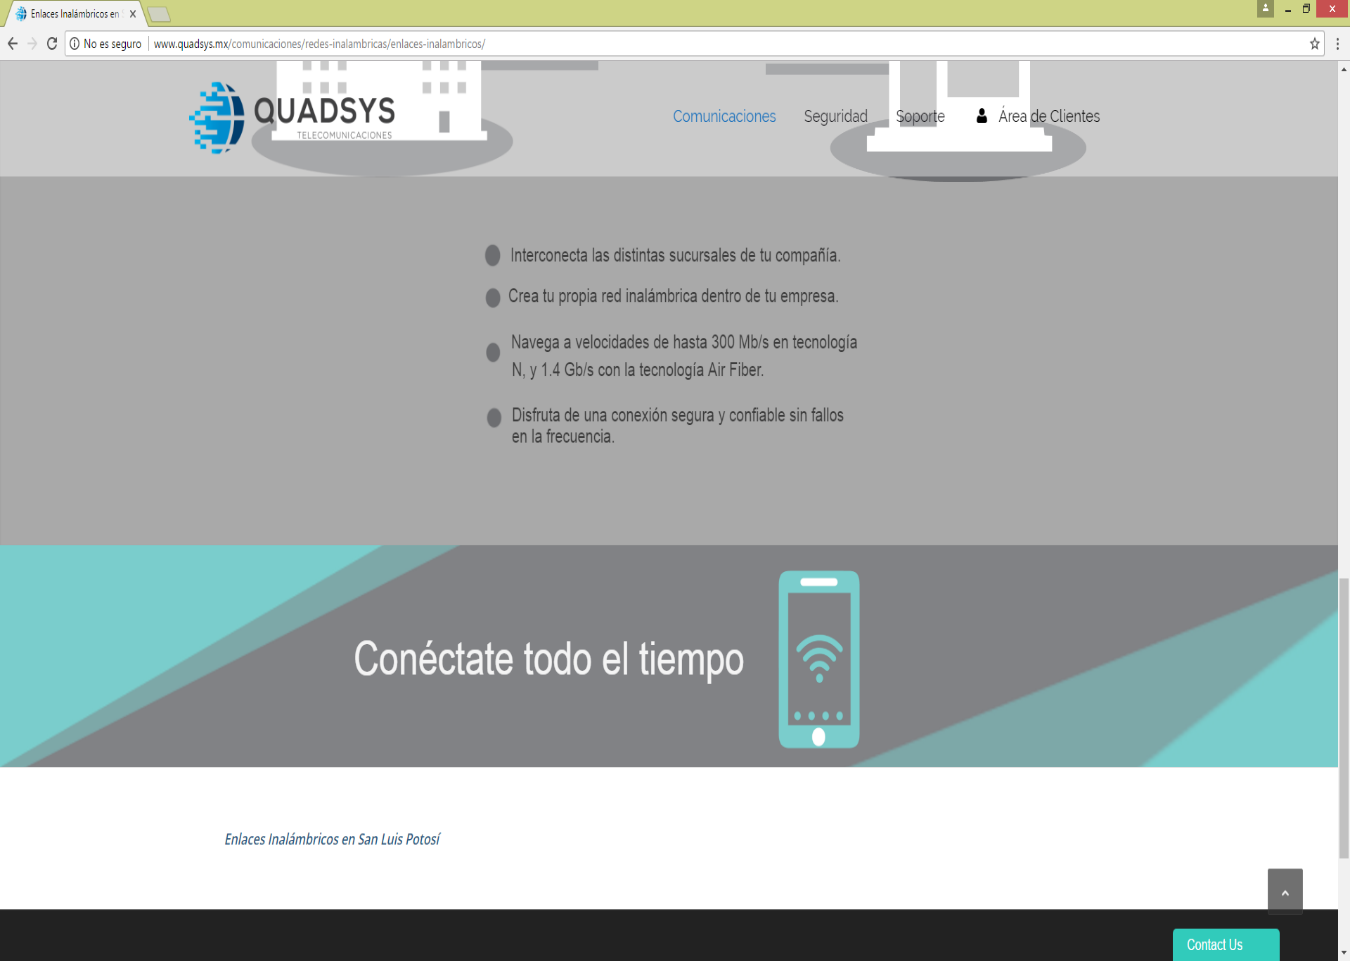 Enlaces Inalámbricos en
No es seguro
www.quadsys.mx/comunicaciones/redes-inalambricas/enlaces-inalambricos/
QUADSYS
TELECOMUNICACIONES
Comunicaciones
Seguridad
Soporte
Área de Clientes
Interconecta las distintas sucursales de tu compañía.
Crea tu propia red inalámbrica dentro de tu empresa.
Navega a velocidades de hasta 300 Mb/s en tecnología
N, y 1.4 Gb/s con la tecnología Air Fiber.
Disfruta de una conexión segura y confiable sin fallos
en la frecuencia.
Conéctate todo el tiempo
Enlaces Inalámbricos en San Luis Potosí
Contact Us